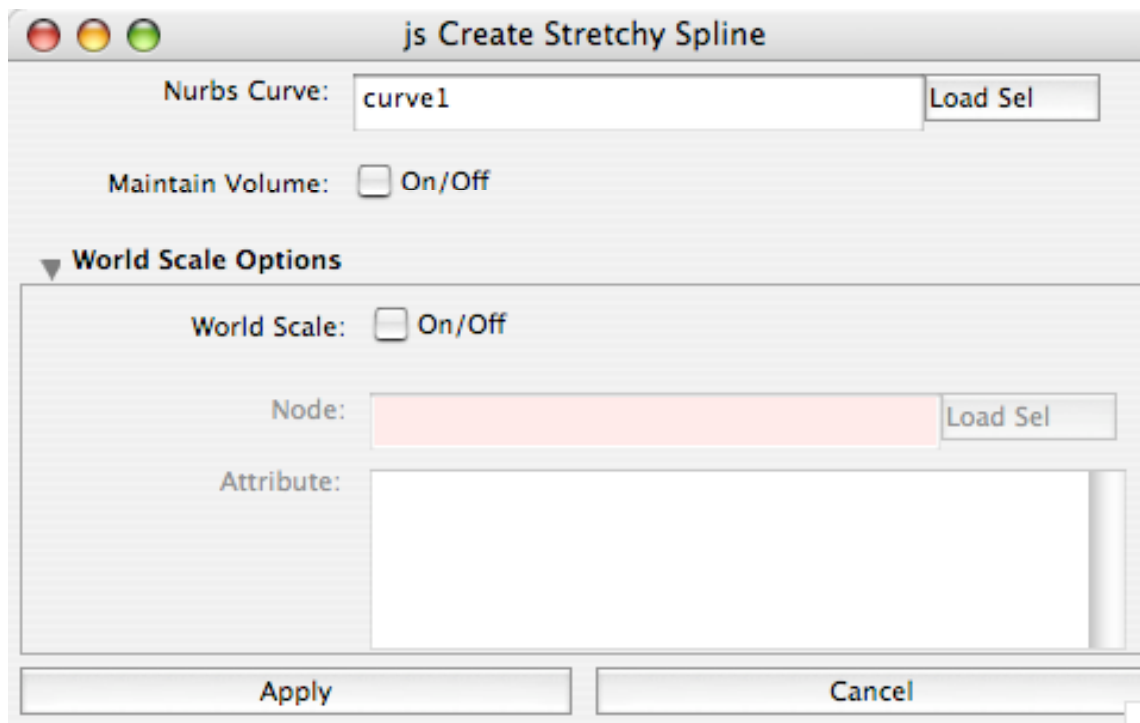 js Create Stretchy Spline
Nurbs Curve: curve1 Load Sel
Maintain Volume: On/Off
World Scale Options
World Scale: On/Off
Node: Load Sel
Attribute:
Apply Cancel